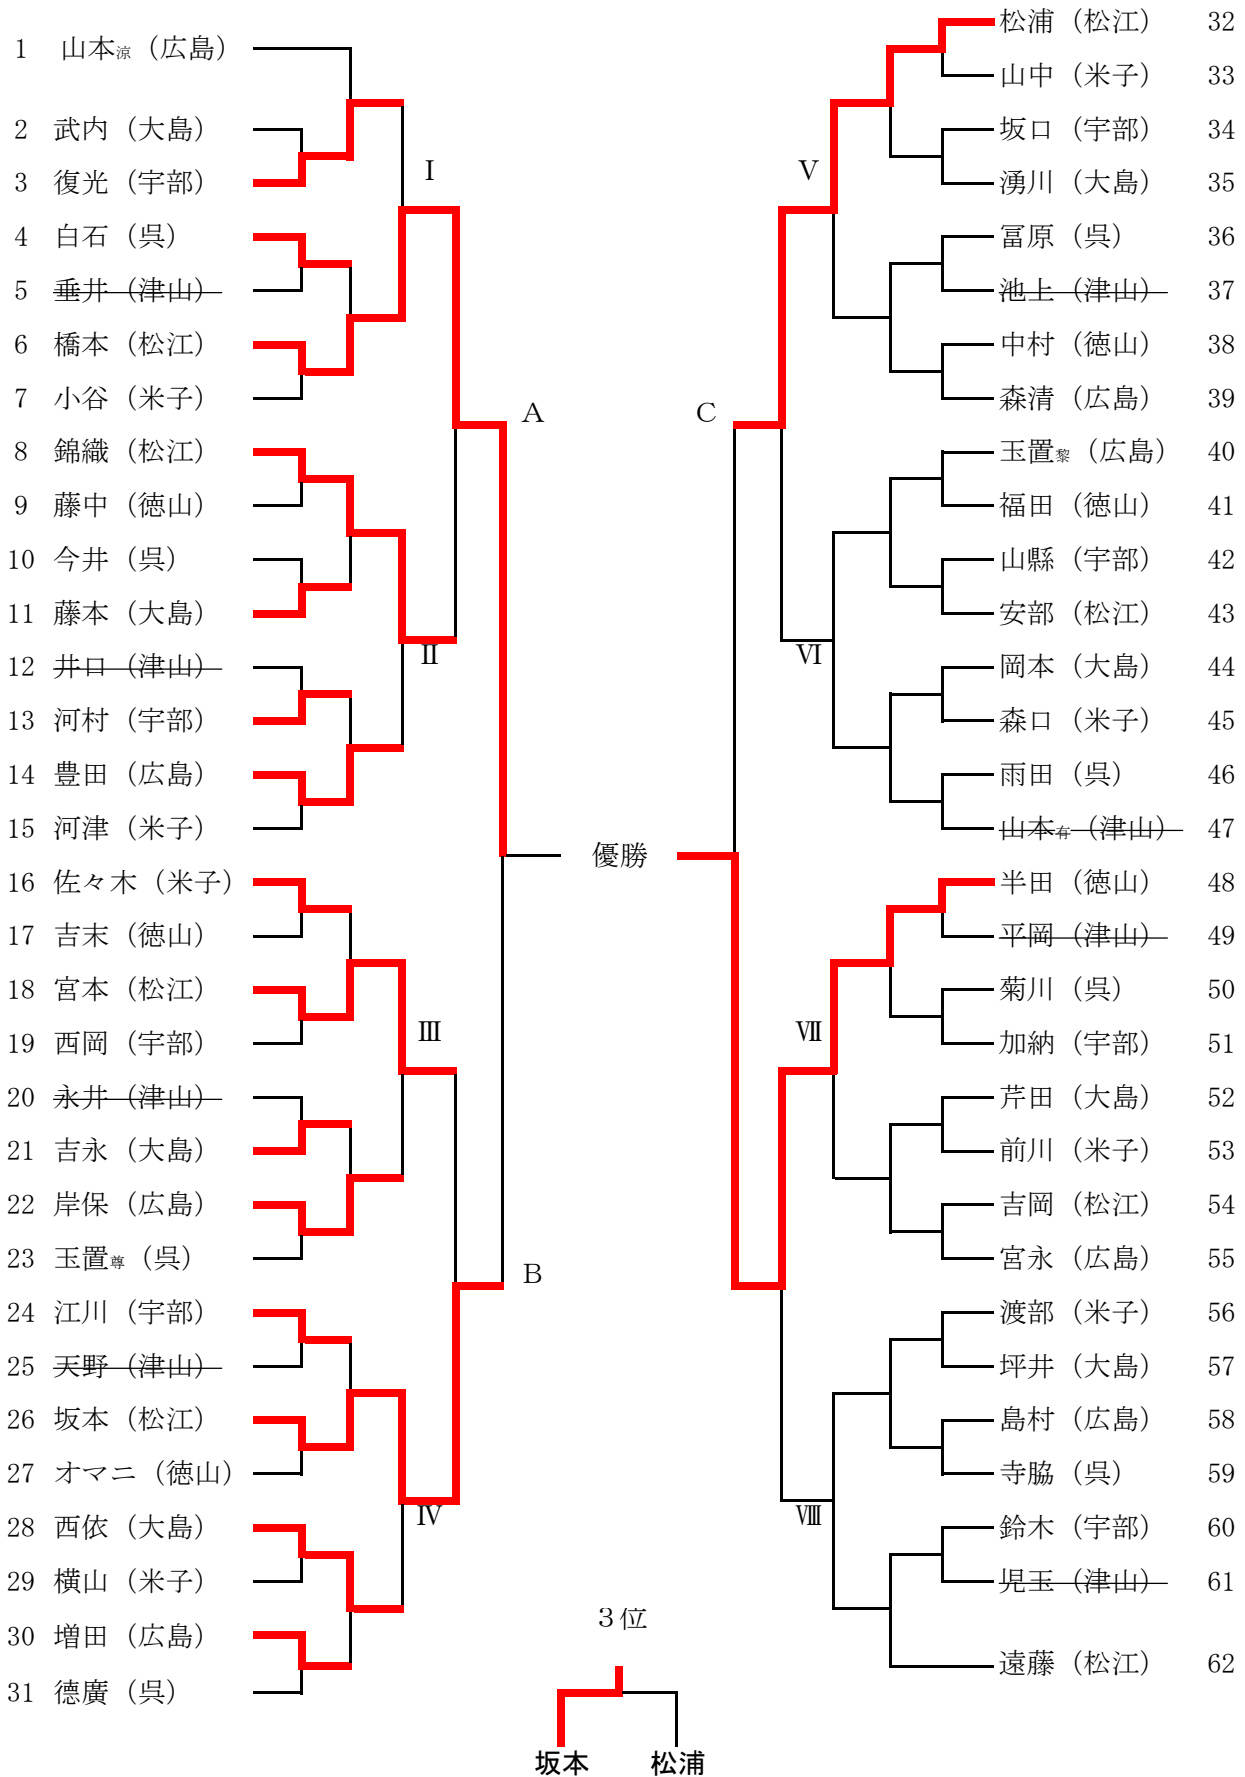 1 山本涼（広島）
2 武内（大島）
3 復光（宇部）
4 白石（呉）
5 垂井（津山）
6 橋本（松江）
7 小谷（米子）
8 錦織（松江）
9 藤中（徳山）
10 今井（呉）
11 藤本（大島）
12 井口（津山）
13 河村（宇部）
14 豊田（広島）
15 河津（米子）
16 佐々木（米子）
17 吉末（徳山）
18 宮本（松江）
19 西岡（宇部）
20 永井（津山）
21 吉永（大島）
22 岸保（広島）
23 玉置尊（呉）
24 江川（宇部）
25 天野（津山）
26 坂本（松江）
27 オマニ（徳山）
28 西依（大島）
29 横山（米子）
30 増田（広島）
31 德廣（呉）
Ⅰ
Ⅱ
Ⅲ
Ⅳ
A
B
優勝
C
Ⅴ
Ⅵ
Ⅶ
Ⅷ
松浦（松江） 32
山中（米子） 33
坂口（宇部） 34
湧川（大島） 35
冨原（呉） 36
池上（津山） 37
中村（徳山） 38
森清（広島） 39
玉置黎（広島） 40
福田（徳山） 41
山縣（宇部） 42
安部（松江） 43
岡本（大島） 44
森口（米子） 45
雨田（呉） 46
山本有（津山） 47
半田（徳山） 48
平岡（津山） 49
菊川（呉） 50
加納（宇部） 51
芹田（大島） 52
前川（米子） 53
吉岡（松江） 54
宮永（広島） 55
渡部（米子） 56
坪井（大島） 57
島村（広島） 58
寺脇（呉） 59
鈴木（宇部） 60
児玉（津山） 61
遠藤（松江） 62
３位
坂本 松浦